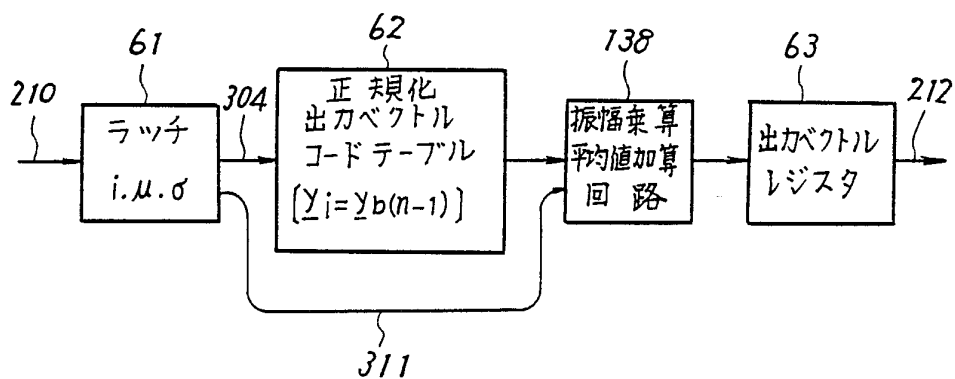 61
62
138
63
210
304
212
ラッチ
i.μ.σ
正規化
出力ベクトル
コードテーブル
[y̲i=y̲b(n-1)]
振幅乗算
平均値加算
回路
出力ベクトル
レジスタ
311